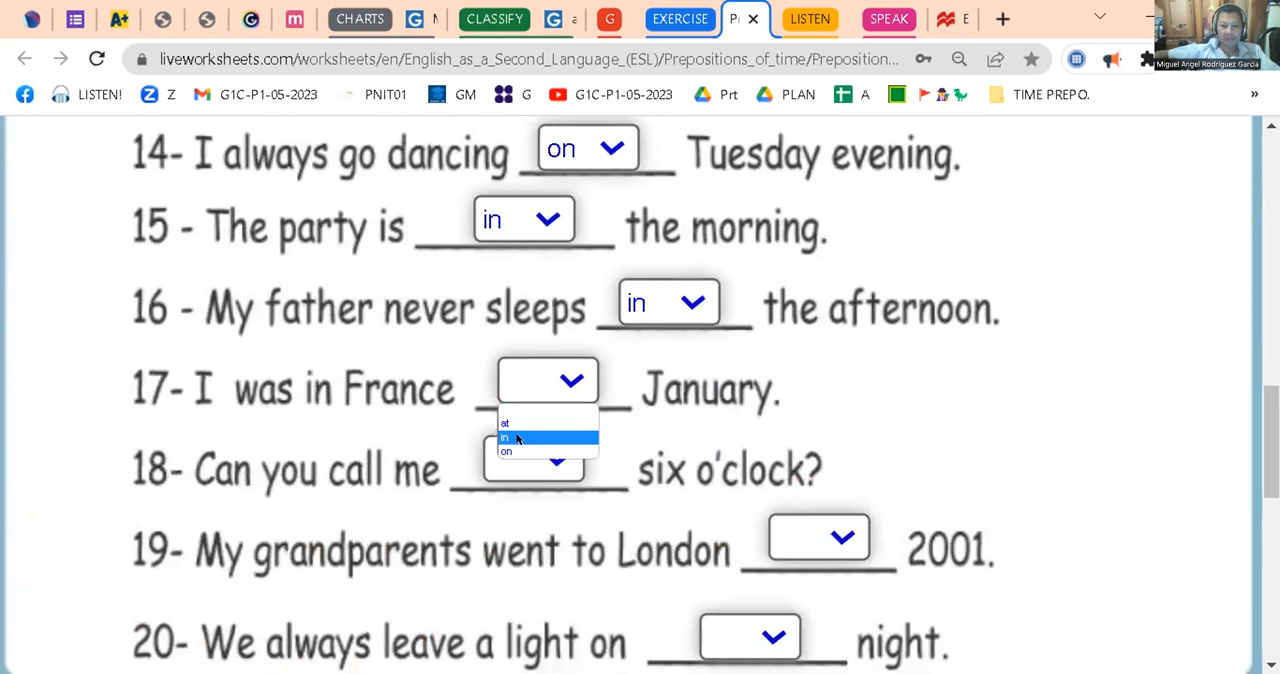 A+
C
m
CHARTS
G
CLASSIFY
G
G
EXERCISE
LISTEN
SPEAK
E
Miguel Angel Rodriguez Garcia
liveworksheets.com/worksheets/en/English_as_a_Second_Language_(ESL)/Prepositions_of_time/Preposition...
LISTEN! Z G1C-P1-05-2023 PNIT01 GM G G1C-P1-05-2023 Prt PLAN A TIME PREPO. »
14- I always go dancing on Tuesday evening.
15 - The party is in the morning.
16 - My father never sleeps in the afternoon.
17- I was in France January.
at
in
on
18- Can you call me six o'clock?
19- My grandparents went to London 2001.
20- We always leave a light on night.